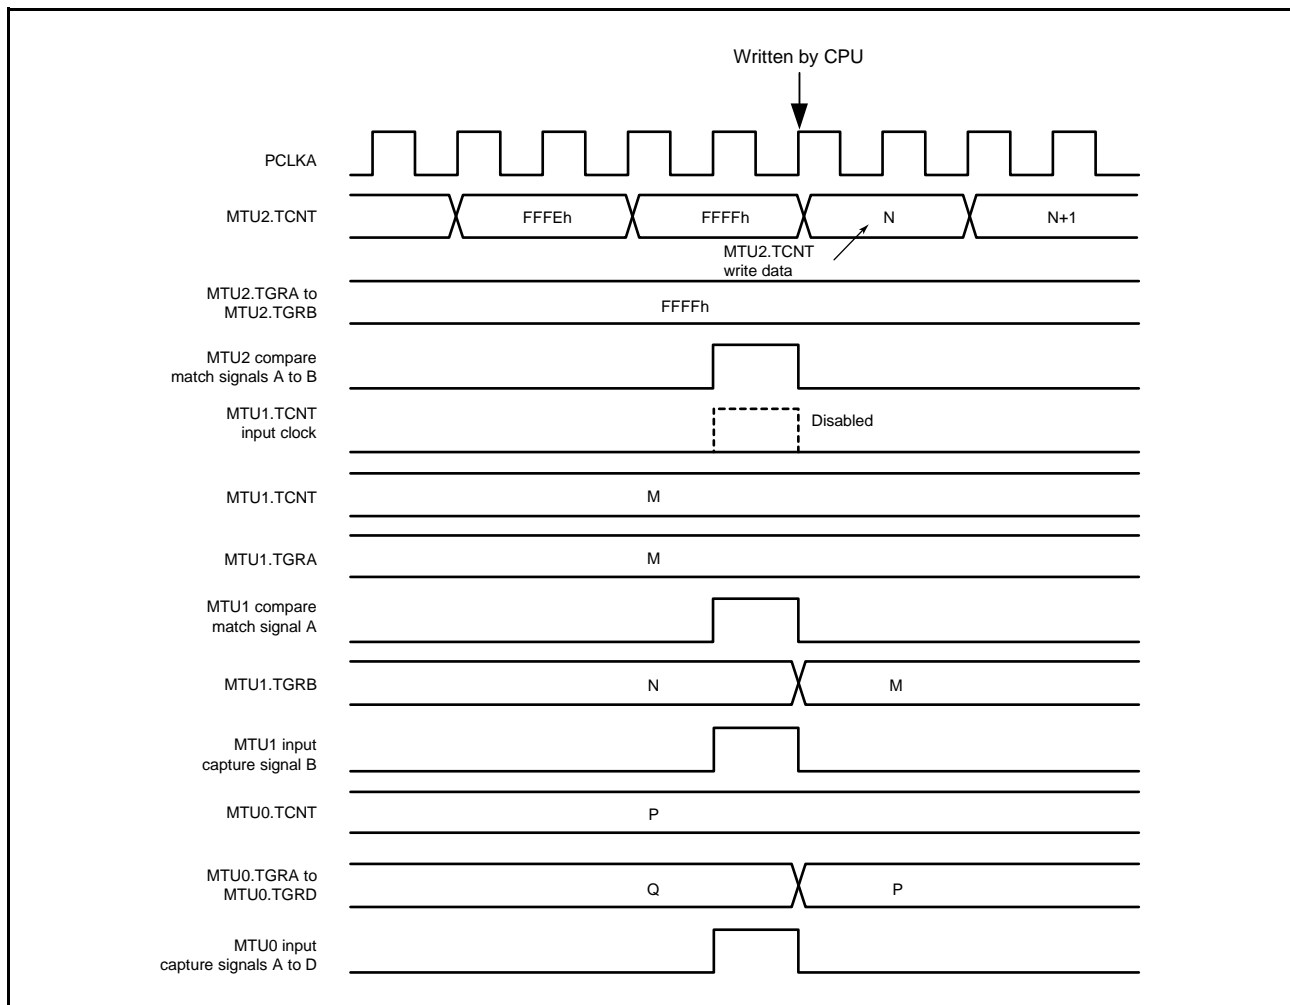 Written by CPU
PCLKA
MTU2.TCNT
FFFEh
FFFFh
N
N+1
MTU2.TCNT
write data
MTU2.TGRA to
MTU2.TGRB
FFFFh
MTU2 compare
match signals A to B
MTU1.TCNT
input clock
Disabled
MTU1.TCNT
M
MTU1.TGRA
M
MTU1 compare
match signal A
MTU1.TGRB
N
M
MTU1 input
capture signal B
MTU0.TCNT
P
MTU0.TGRA to
MTU0.TGRD
Q
P
MTU0 input
capture signals A to D